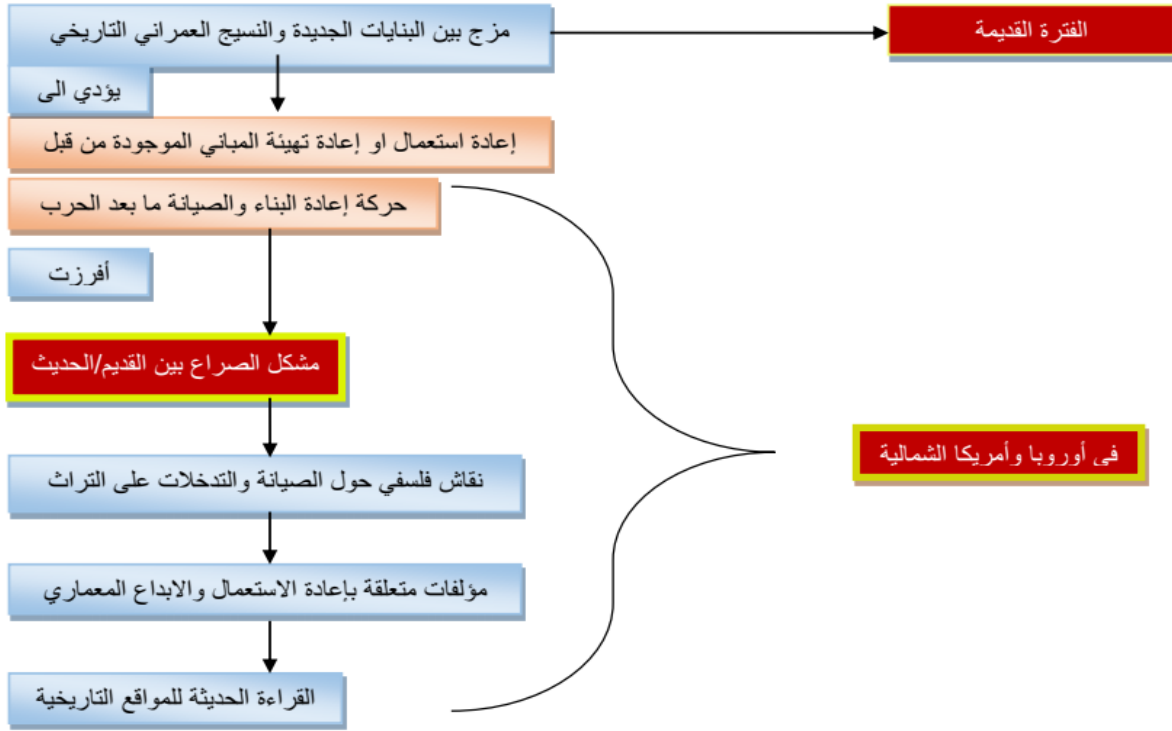 مزج بين البنايات الجديدة والنسيج العمراني التاريخي
الفترة القديمة
يؤدي الى
إعادة استعمال او إعادة تهيئة المباني الموجودة من قبل
حركة إعادة البناء والصيانة ما بعد الحرب
أفرزت
مشكل الصراع بين القديم/الحديث
في أوروبا وأمريكا الشمالية
نقاش فلسفي حول الصيانة والتدخلات على التراث
مؤلفات متعلقة بإعادة الاستعمال والابداع المعماري
القراءة الحديثة للمواقع التاريخية